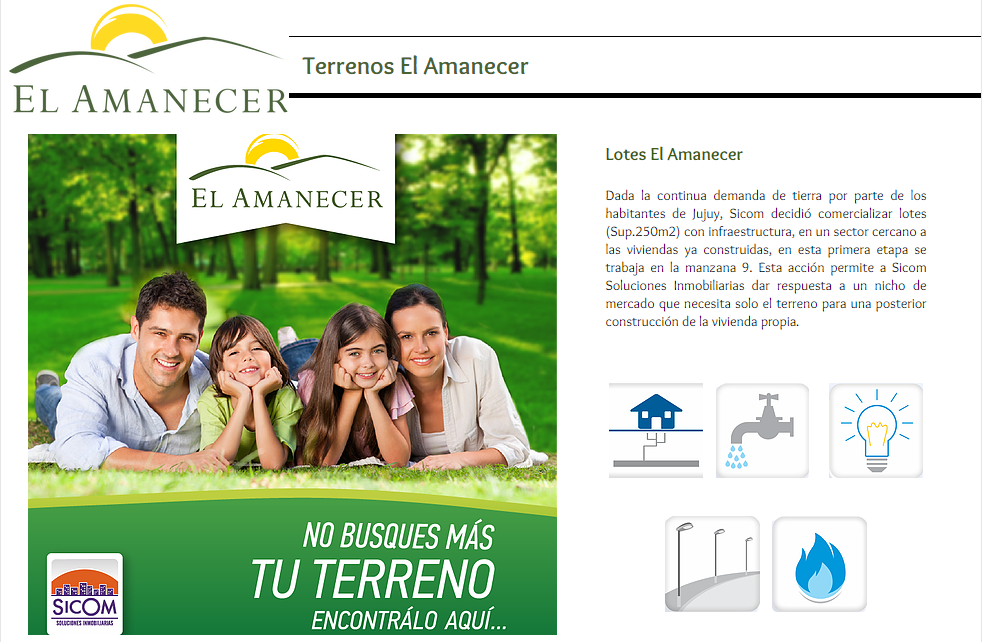 EL AMANECER
Terrenos El Amanecer
EL AMANECER
NO BUSQUES MÁS
TU TERRENO
ENCONTRÁLO AQUÍ...
SICOM
SOLUCIONES INMOBILIARIAS
Lotes El Amanecer
Dada la continua demanda de tierra por parte de los
habitantes de Jujuy, Sicom decidió comercializar lotes
(Sup.250m2) con infraestructura, en un sector cercano a
las viviendas ya construidas, en esta primera etapa se
trabaja en la manzana 9. Esta acción permite a Sicom
Soluciones Inmobiliarias dar respuesta a un nicho de
mercado que necesita solo el terreno para una posterior
construcción de la vivienda propia.